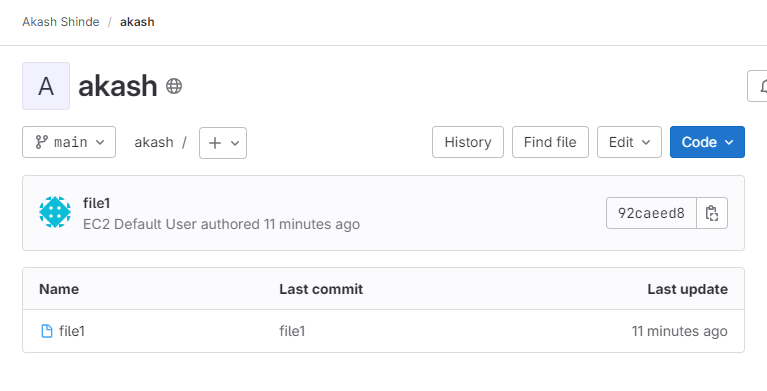 Akash Shinde / akash
A akash
main akash / +
History Find file Edit Code
file1
EC2 Default User authored 11 minutes ago
92caeed8
Name Last commit Last update
file1 file1 11 minutes ago